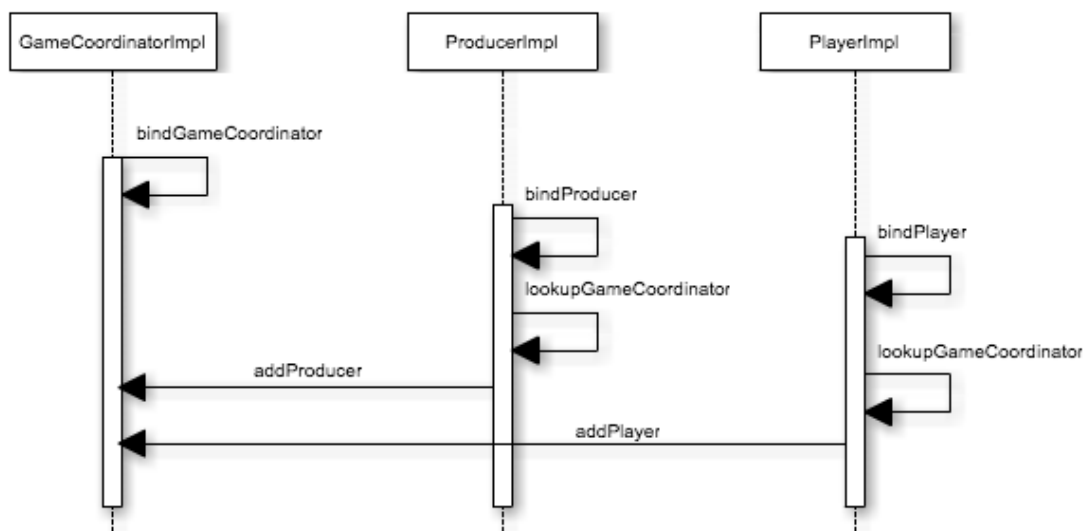 GameCoordinatorImpl
ProducerImpl
PlayerImpl
bindGameCoordinator
bindProducer
bindPlayer
lookupGameCoordinator
lookupGameCoordinator
addProducer
addPlayer